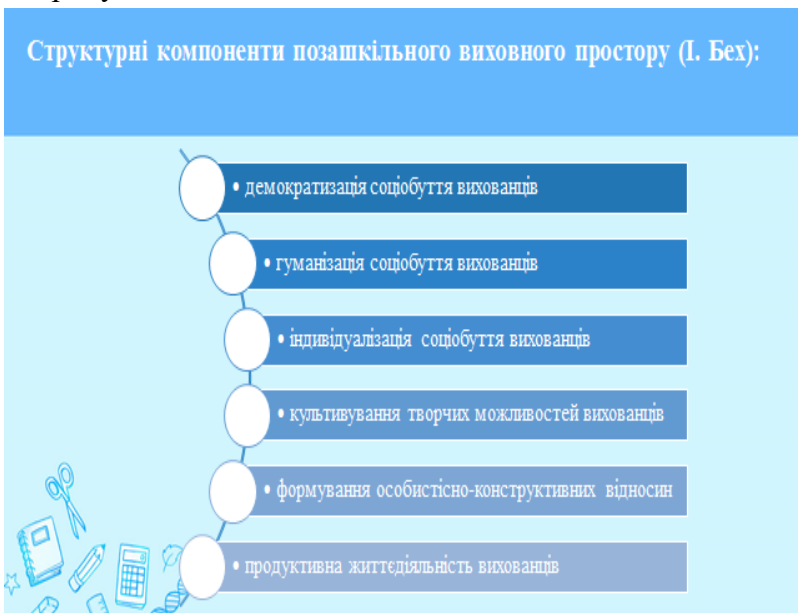 Структурні компоненти позашкільного виховного простору (І. Бех):
• демократизація соціобуття вихованців
• гуманізація соціобуття вихованців
• індивідуалізація соціобуття вихованців
• культивування творчих можливостей вихованців
• формування особистісно-конструктивних відносин
• продуктивна життєдіяльність вихованців